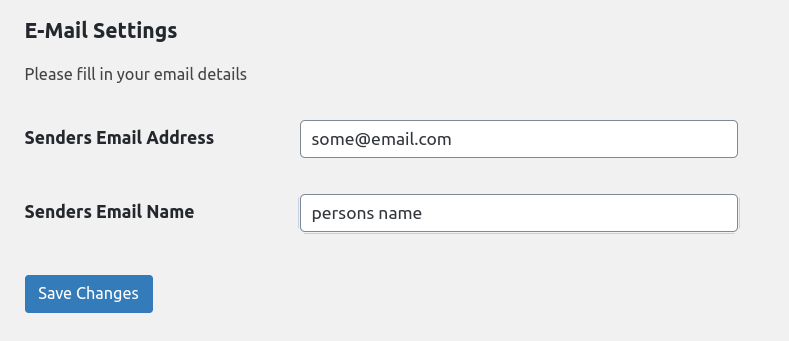 E-Mail Settings
Please fill in your email details
Senders Email Address
some@email.com
Senders Email Name
persons name
Save Changes